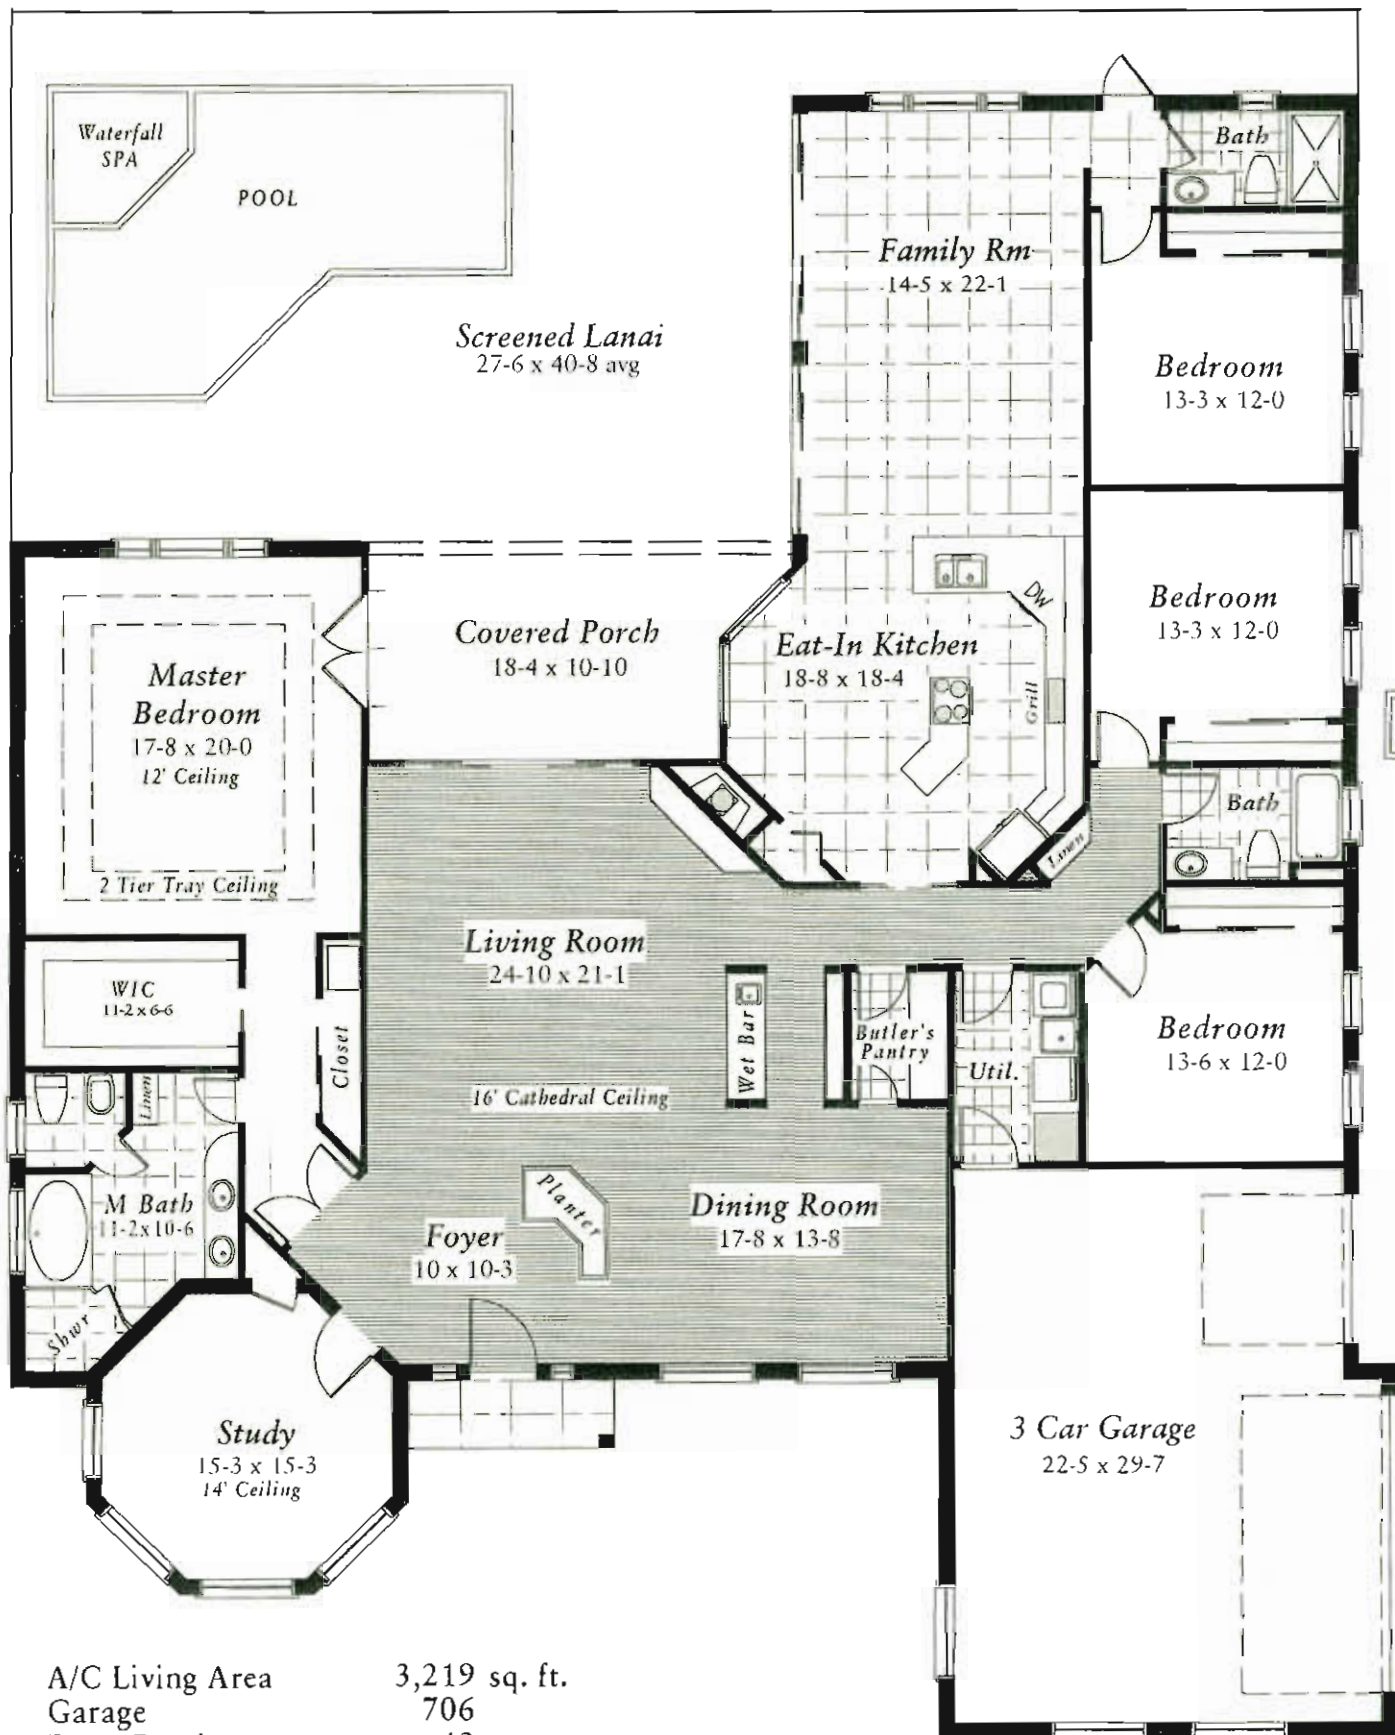 Waterfall
SPA
POOL
Bath
Family Rm
14-5 x 22-1
Screened Lanai
27-6 x 40-8 avg
Bedroom
13-3 x 12-0
DW
Bedroom
13-3 x 12-0
Covered Porch
18-4 x 10-10
Eat-In Kitchen
18-8 x 18-4
Grill
Master
Bedroom
17-8 x 20-0
12' Ceiling
2 Tier Tray Ceiling
Bath
Linen
Living Room
24-10 x 21-1
WIC
11-2 x 6-6
Closet
Wet Bar
Butler's
Pantry
Util.
Bedroom
13-6 x 12-0
Linen
16' Cathedral Ceiling
M Bath
11-2 x 10-6
Planter
Dining Room
17-8 x 13-8
Foyer
10 x 10-3
Shwr
Study
15-3 x 15-3
14' Ceiling
3 Car Garage
22-5 x 29-7
A/C Living Area 3,219 sq. ft.
Garage 706